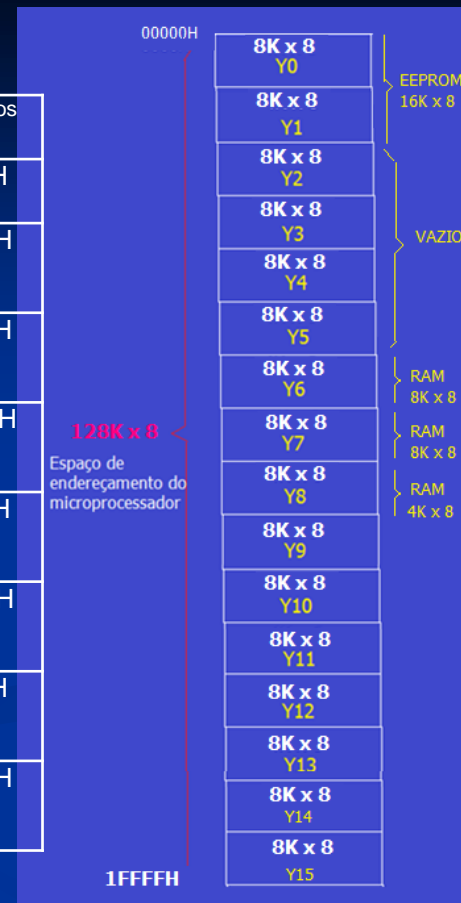 00000H
8K x 8
Y0
8K x 8
Y1
8K x 8
Y2
8K x 8
Y3
8K x 8
Y4
8K x 8
Y5
8K x 8
Y6
8K x 8
Y7
8K x 8
Y8
8K x 8
Y9
8K x 8
Y10
8K x 8
Y11
8K x 8
Y12
8K x 8
Y13
8K x 8
Y14
8K x 8
Y15
EEPROM
16K x 8
VAZIO
RAM
8K x 8
RAM
8K x 8
RAM
4K x 8
128K x 8
Espaço de
endereçamento do
microprocessador
1FFFFH
os
H
H
H
H
H
H
H
H